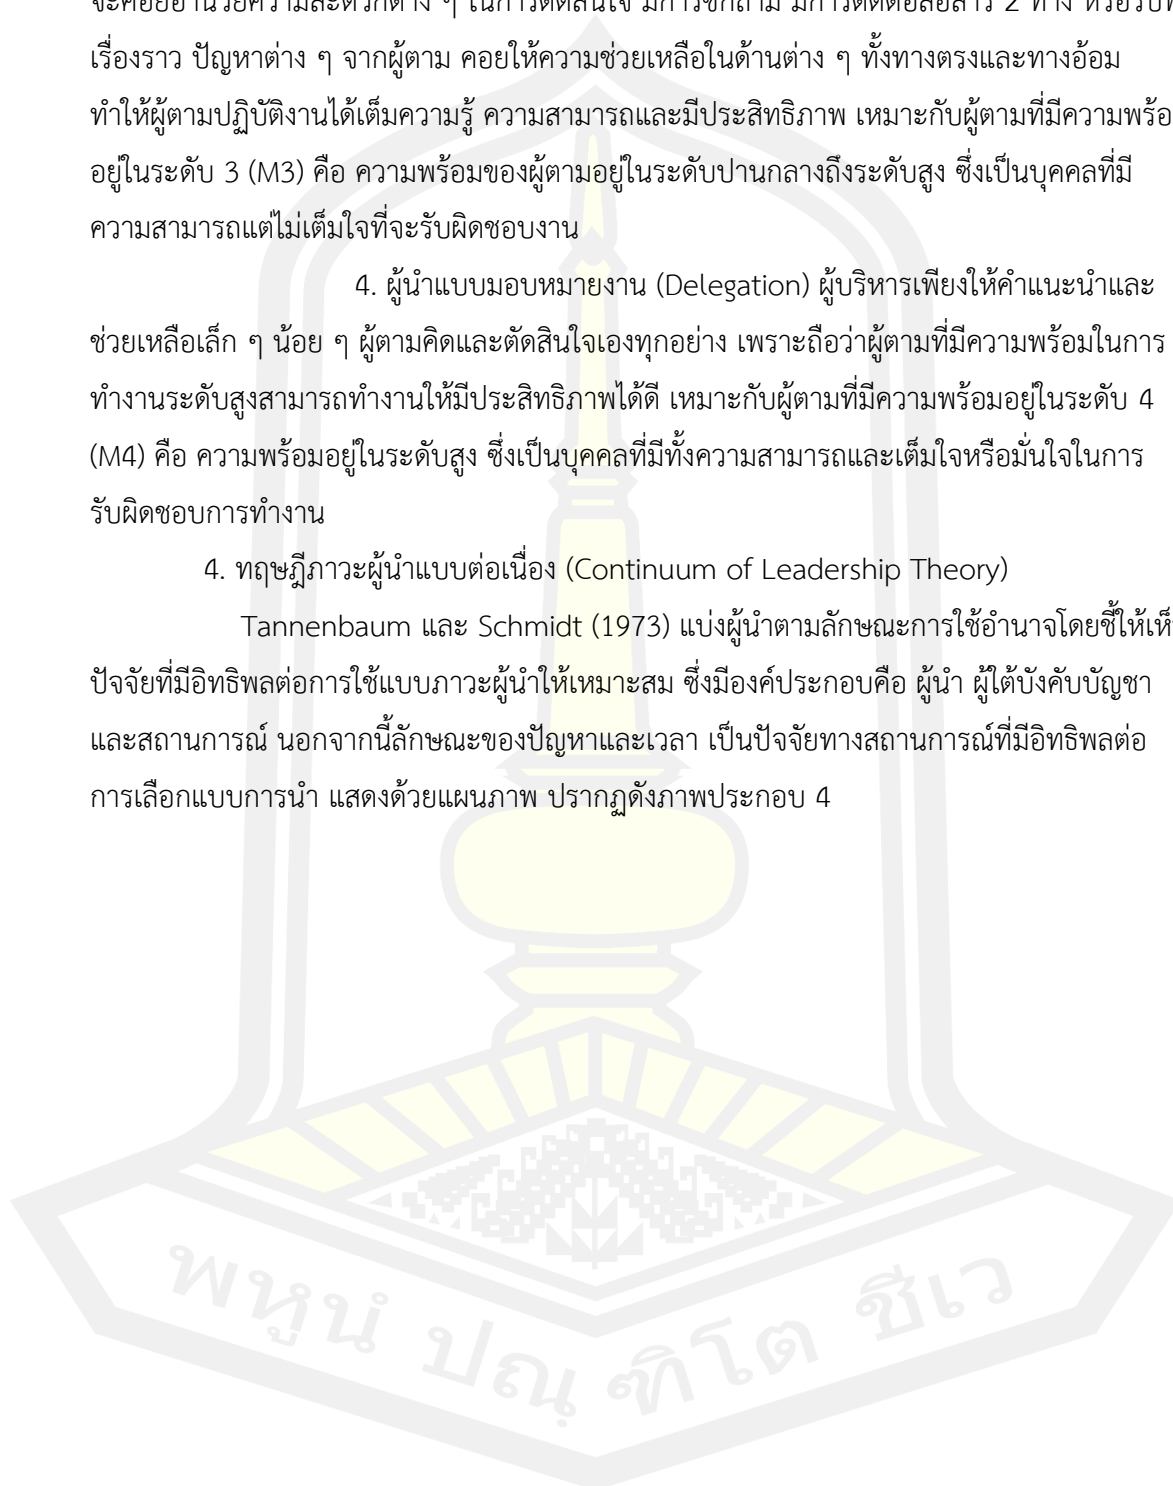 เรื่องราว ปัญหาต่าง ๆ จากผู้ตาม คอยให้ความช่วยเหลือในด้านต่าง ๆ ทั้งทางตรงและทางอ้อม
ทำให้ผู้ตามปฏิบัติงานได้เต็มความรู้ ความสามารถและมีประสิทธิภาพ เหมาะกับผู้ตามที่มีความพร้อ
อยู่ในระดับ 3 (M3) คือ ความพร้อมของผู้ตามอยู่ในระดับปานกลางถึงระดับสูง ซึ่งเป็นบุคคลที่มี
ความสามารถแต่ไม่เต็มใจที่จะรับผิดชอบงาน
4. ผู้นำแบบมอบหมายงาน (Delegation) ผู้บริหารเพียงให้คำแนะนำและ
ช่วยเหลือเล็ก ๆ น้อย ๆ ผู้ตามคิดและตัดสินใจเองทุกอย่าง เพราะถือว่าผู้ตามที่มีความพร้อมในการ
ทำงานระดับสูงสามารถทำงานให้มีประสิทธิภาพได้ดี เหมาะกับผู้ตามที่มีความพร้อมอยู่ในระดับ 4
(M4) คือ ความพร้อมอยู่ในระดับสูง ซึ่งเป็นบุคคลที่มีทั้งความสามารถและเต็มใจหรือมั่นใจในการ
รับผิดชอบการทำงาน
4. ทฤษฎีภาวะผู้นำแบบต่อเนื่อง (Continuum of Leadership Theory)
Tannenbaum และ Schmidt (1973) แบ่งผู้นำตามลักษณะการใช้อำนาจโดยชี้ให้เห็
ปัจจัยที่มีอิทธิพลต่อการใช้แบบภาวะผู้นำให้เหมาะสม ซึ่งมีองค์ประกอบคือ ผู้นำ ผู้ใต้บังคับบัญชา
และสถานการณ์ นอกจากนี้ลักษณะของปัญหาและเวลา เป็นปัจจัยทางสถานการณ์ที่มีอิทธิพลต่อ
การเลือกแบบการนำ แสดงด้วยแผนภาพ ปรากฏดังภาพประกอบ 4
พหูนํ ปณฺฑิโต ชีเว